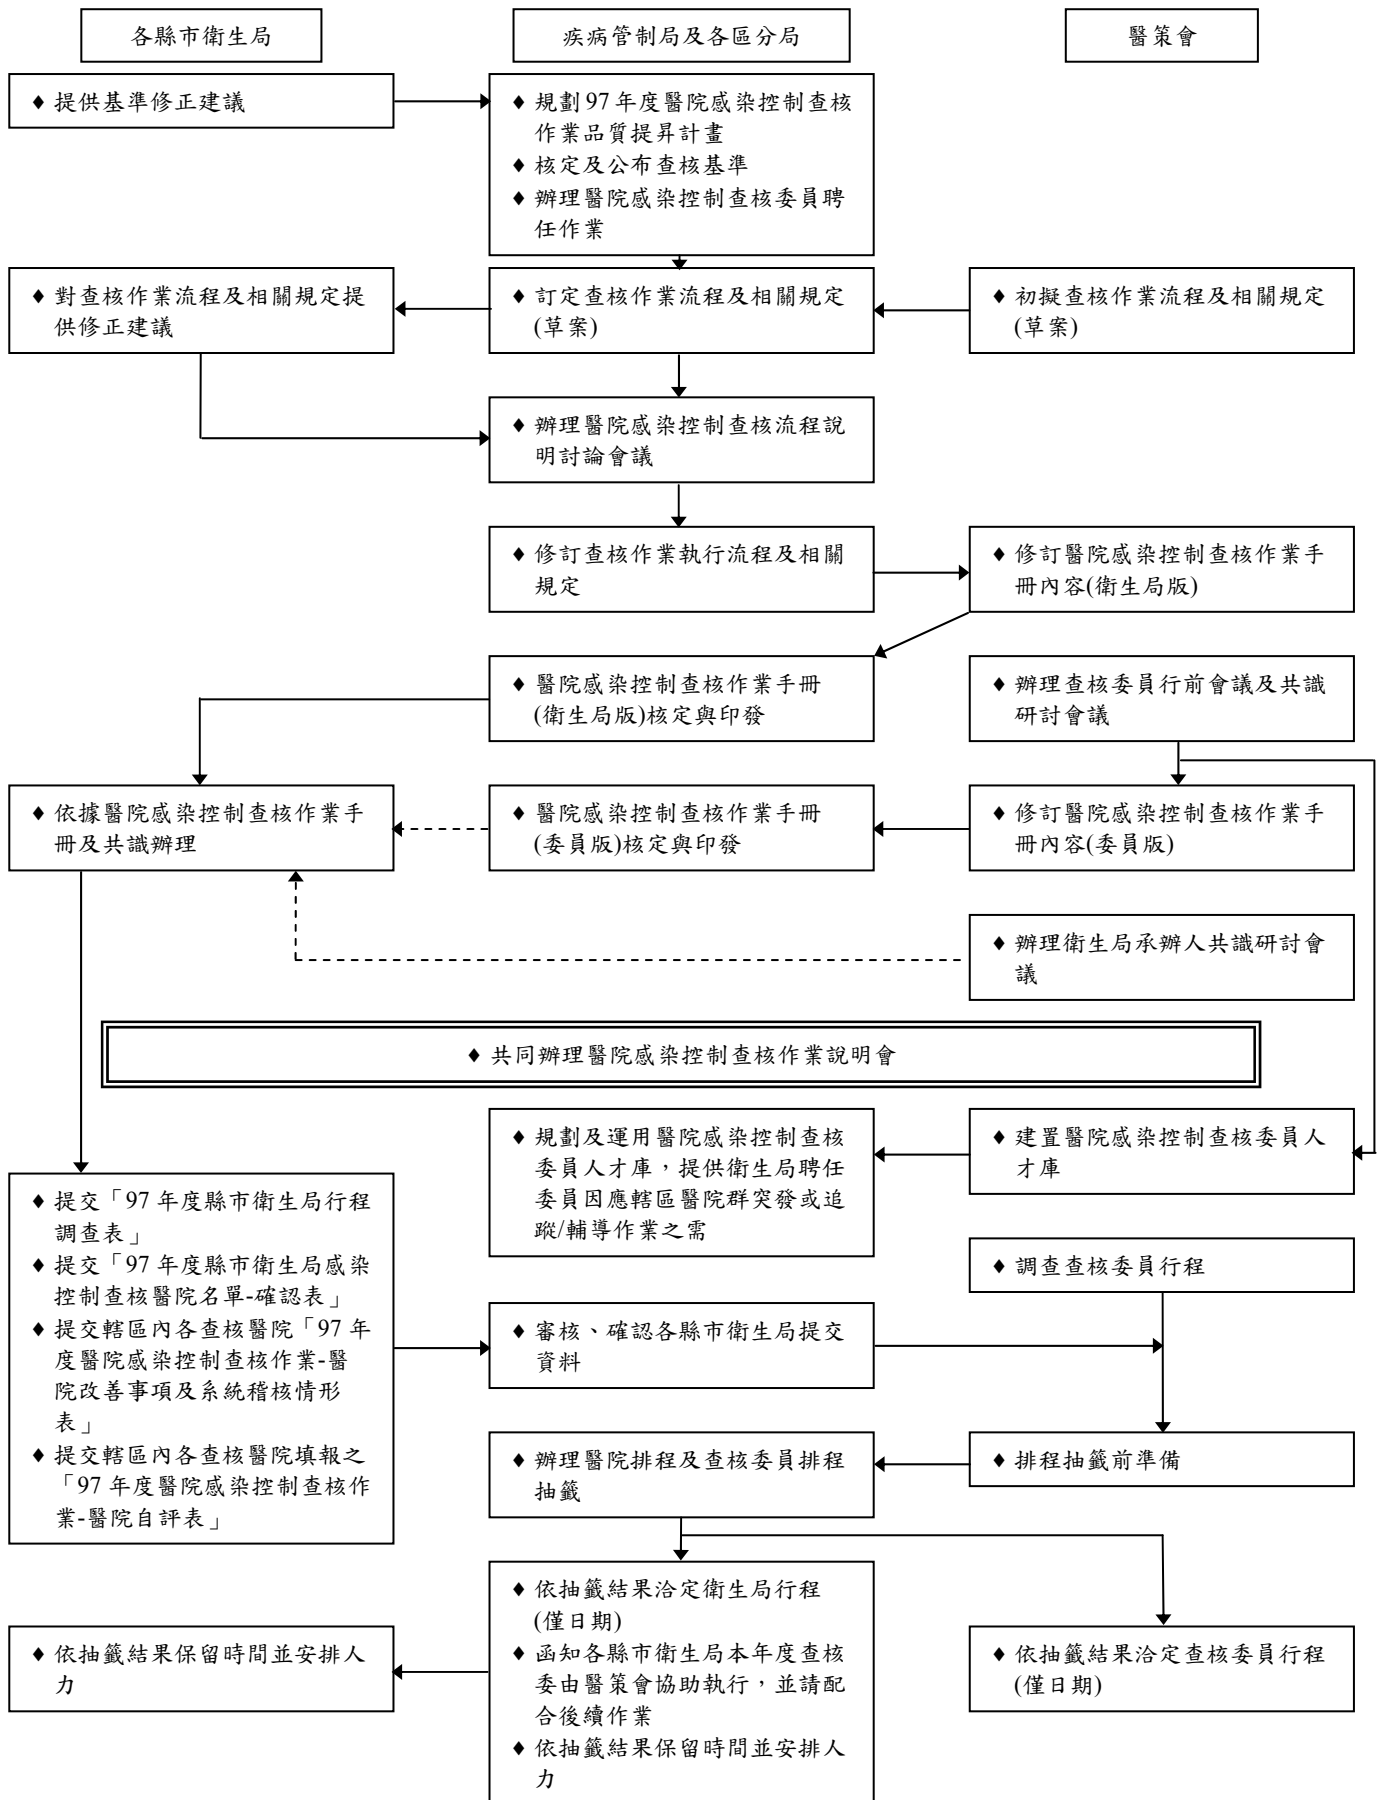 各縣市衛生局
疾病管制局及各區分局
醫策會
♦ 提供基準修正建議
♦ 規劃97年度醫院感染控制查核
作業品質提昇計畫
♦ 核定及公布查核基準
♦ 辦理醫院感染控制查核委員聘
任作業
♦ 對查核作業流程及相關規定提
供修正建議
♦ 訂定查核作業流程及相關規定
(草案)
♦ 初擬查核作業流程及相關規定
(草案)
♦ 辦理醫院感染控制查核流程說
明討論會議
♦ 修訂查核作業執行流程及相關
規定
♦ 修訂醫院感染控制查核作業手
冊內容(衛生局版)
♦ 醫院感染控制查核作業手冊
(衛生局版)核定與印發
♦ 辦理查核委員行前會議及共識
研討會議
♦ 依據醫院感染控制查核作業手
冊及共識辦理
♦ 醫院感染控制查核作業手冊
(委員版)核定與印發
♦ 修訂醫院感染控制查核作業手
冊內容(委員版)
♦ 辦理衛生局承辦人共識研討會
議
♦ 共同辦理醫院感染控制查核作業說明會
♦ 規劃及運用醫院感染控制查核
委員人才庫，提供衛生局聘任
委員因應轄區醫院群突發或追
蹤/輔導作業之需
♦ 建置醫院感染控制查核委員人
才庫
♦ 提交「97 年度縣市衛生局行程
調查表」
♦ 提交「97 年度縣市衛生局感染
控制查核醫院名單-確認表」
♦ 提交轄區內各查核醫院「97 年
度醫院感染控制查核作業-醫
院改善事項及系統稽核情形
表」
♦ 提交轄區內各查核醫院填報之
「97 年度醫院感染控制查核作
業-醫院自評表」
♦ 調查查核委員行程
♦ 審核、確認各縣市衛生局提交
資料
♦ 辦理醫院排程及查核委員排程
抽籤
♦ 排程抽籤前準備
♦ 依抽籤結果保留時間並安排人
力
♦ 依抽籤結果洽定衛生局行程
(僅日期)
♦ 函知各縣市衛生局本年度查核
委由醫策會協助執行，並請配
合後續作業
♦ 依抽籤結果保留時間並安排人
力
♦ 依抽籤結果洽定查核委員行程
(僅日期)